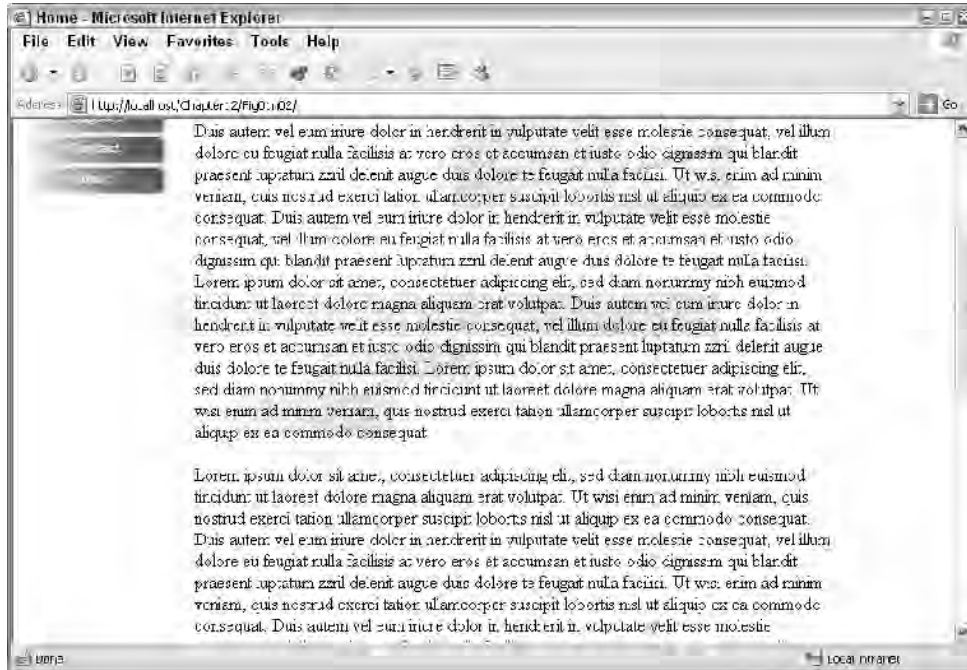 Home - Microsoft Internet Explorer
File Edit View Favorites Tools Help
Address http://localhost/Chapter12/Fig0502/ Go
Duis autem vel eum iriure dolor in hendrerit in vulputate velit esse molestie consequat, vel illum
dolore eu feugiat nulla facilisis at vero eros et accumsan et iusto odio dignissim qui blandit
praesent luptatum zzril delenit augue duis dolore te feugait nulla facilisi. Ut wisi enim ad minim
veniam, quis nostrud exerci tation ullamcorper suscipit lobortis nisl ut aliquip ex ea commodo
consequat. Duis autem vel eum iriure dolor in hendrerit in vulputate velit esse molestie
consequat, vel illum dolore eu feugiat nulla facilisis at vero eros et accumsan et iusto odio
dignissim qui blandit praesent luptatum zzril delenit augue duis dolore te feugait nulla facilisi.
Lorem ipsum dolor sit amet, consectetuer adipiscing elit, sed diam nonummy nibh euismod
tincidunt ut laoreet dolore magna aliquam erat volutpat. Duis autem vel eum iriure dolor in
hendrerit in vulputate velit esse molestie consequat, vel illum dolore eu feugiat nulla facilisis at
vero eros et accumsan et iusto odio dignissim qui blandit praesent luptatum zzril delenit augue
duis dolore te feugait nulla facilisi. Lorem ipsum dolor sit amet, consectetuer adipiscing elit,
sed diam nonummy nibh euismod tincidunt ut laoreet dolore magna aliquam erat volutpat. Ut
wisi enim ad minim veniam, quis nostrud exerci tation ullamcorper suscipit lobortis nisl ut
aliquip ex ea commodo consequat.
Lorem ipsum dolor sit amet, consectetuer adipiscing elit, sed diam nonummy nibh euismod
tincidunt ut laoreet dolore magna aliquam erat volutpat. Ut wisi enim ad minim veniam, quis
nostrud exerci tation ullamcorper suscipit lobortis nisl ut aliquip ex ea commodo consequat.
Duis autem vel eum iriure dolor in hendrerit in vulputate velit esse molestie consequat, vel illum
dolore eu feugiat nulla facilisis at vero eros et accumsan et iusto odio dignissim qui blandit
praesent luptatum zzril delenit augue duis dolore te feugait nulla facilisi. Ut wisi enim ad minim
veniam, quis nostrud exerci tation ullamcorper suscipit lobortis nisl ut aliquip ex ea commodo
consequat. Duis autem vel eum iriure dolor in hendrerit in vulputate velit esse molestie
Done Local intranet